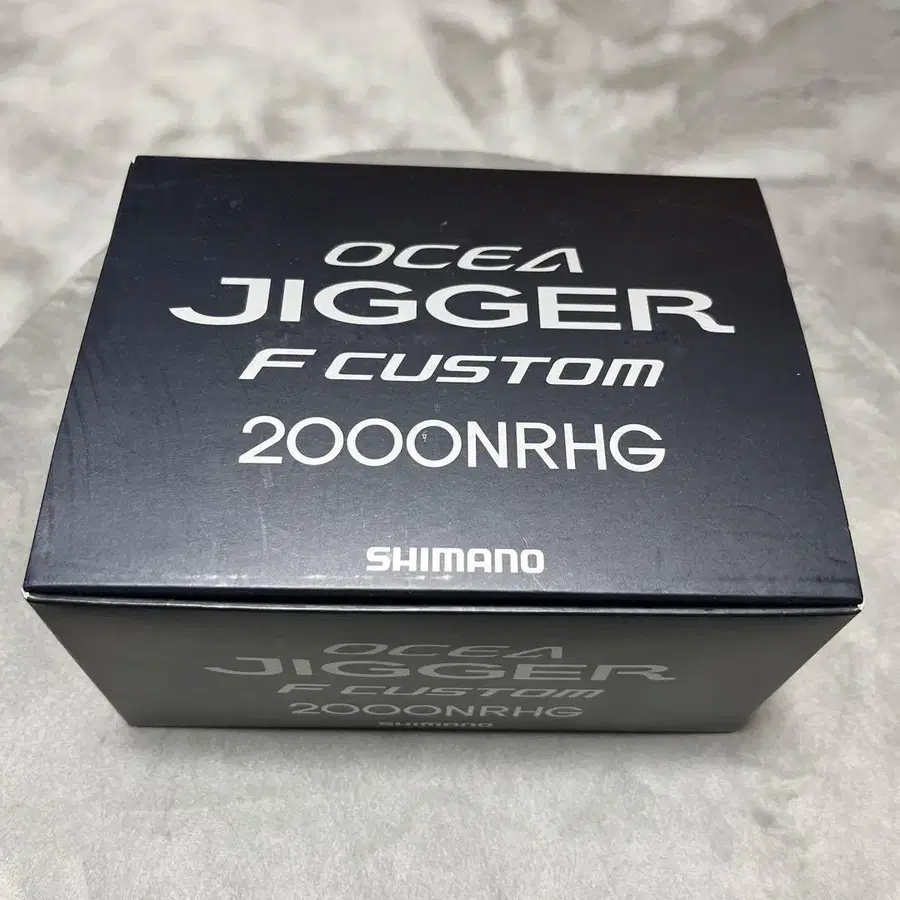 OCEA
JIGGER
F CUSTOM
2000NRHG
SHIMANO
OCEA
JIGGER
F CUSTOM
2000NRHG
SHIMANO